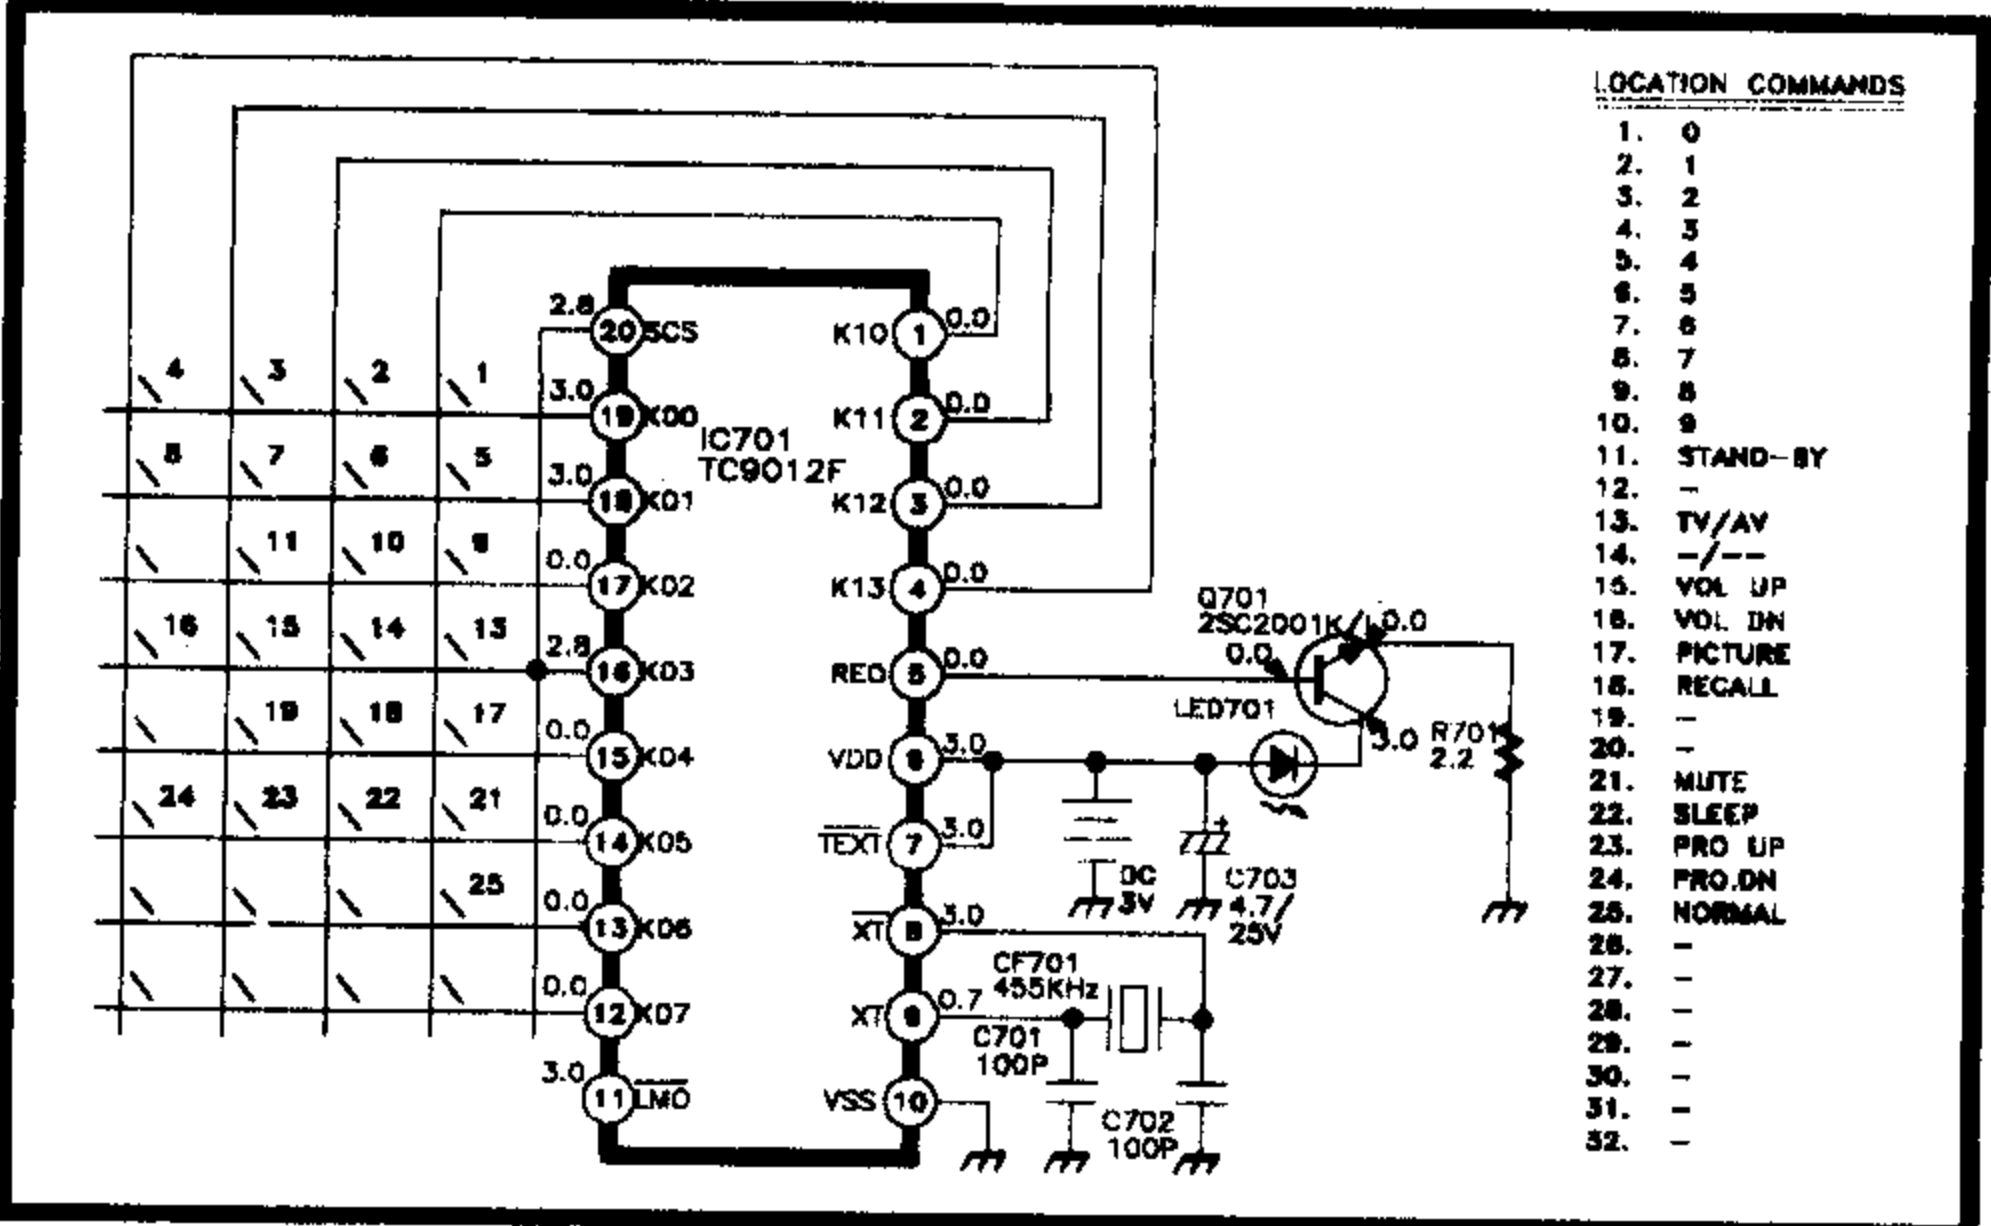 LOCATION COMMANDS
1. 0
2. 1
3. 2
4. 3
5. 4
6. 5
7. 6
8. 7
9. 8
10. 9
11. STAND-BY
12. -
13. TV/AV
14. -/--
15. VOL UP
16. VOL DN
17. PICTURE
18. RECALL
19. -
20. -
21. MUTE
22. SLEEP
23. PRO UP
24. PRO.DN
25. NORMAL
26. -
27. -
28. -
29. -
30. -
31. -
32. -
2.8 20 SCS
K10 1 0.0
4 3 2 1
3.0 19 K00
K11 2 0.0
IC701
TC9012F
8 7 6 5
3.0 18 K01
K12 3 0.0
11 10 9
0.0 17 K02
K13 4 0.0
16 15 14 13
2.8 16 K03
REO 5 0.0
Q701
2SC2001K/L
0.0
0.0
3.0
LED701
R701
2.2
19 18 17
0.0 15 K04
VDD 6 3.0
24 23 22 21
0.0 14 K05
TEXT 7 3.0
DC
3V
+
C703
4.7/
25V
25
0.0 13 K06
XT 8 3.0
CF701
455KHz
0.0 12 K07
XT 9 0.7
C701
100P
3.0 11 LMO
VSS 10
C702
100P